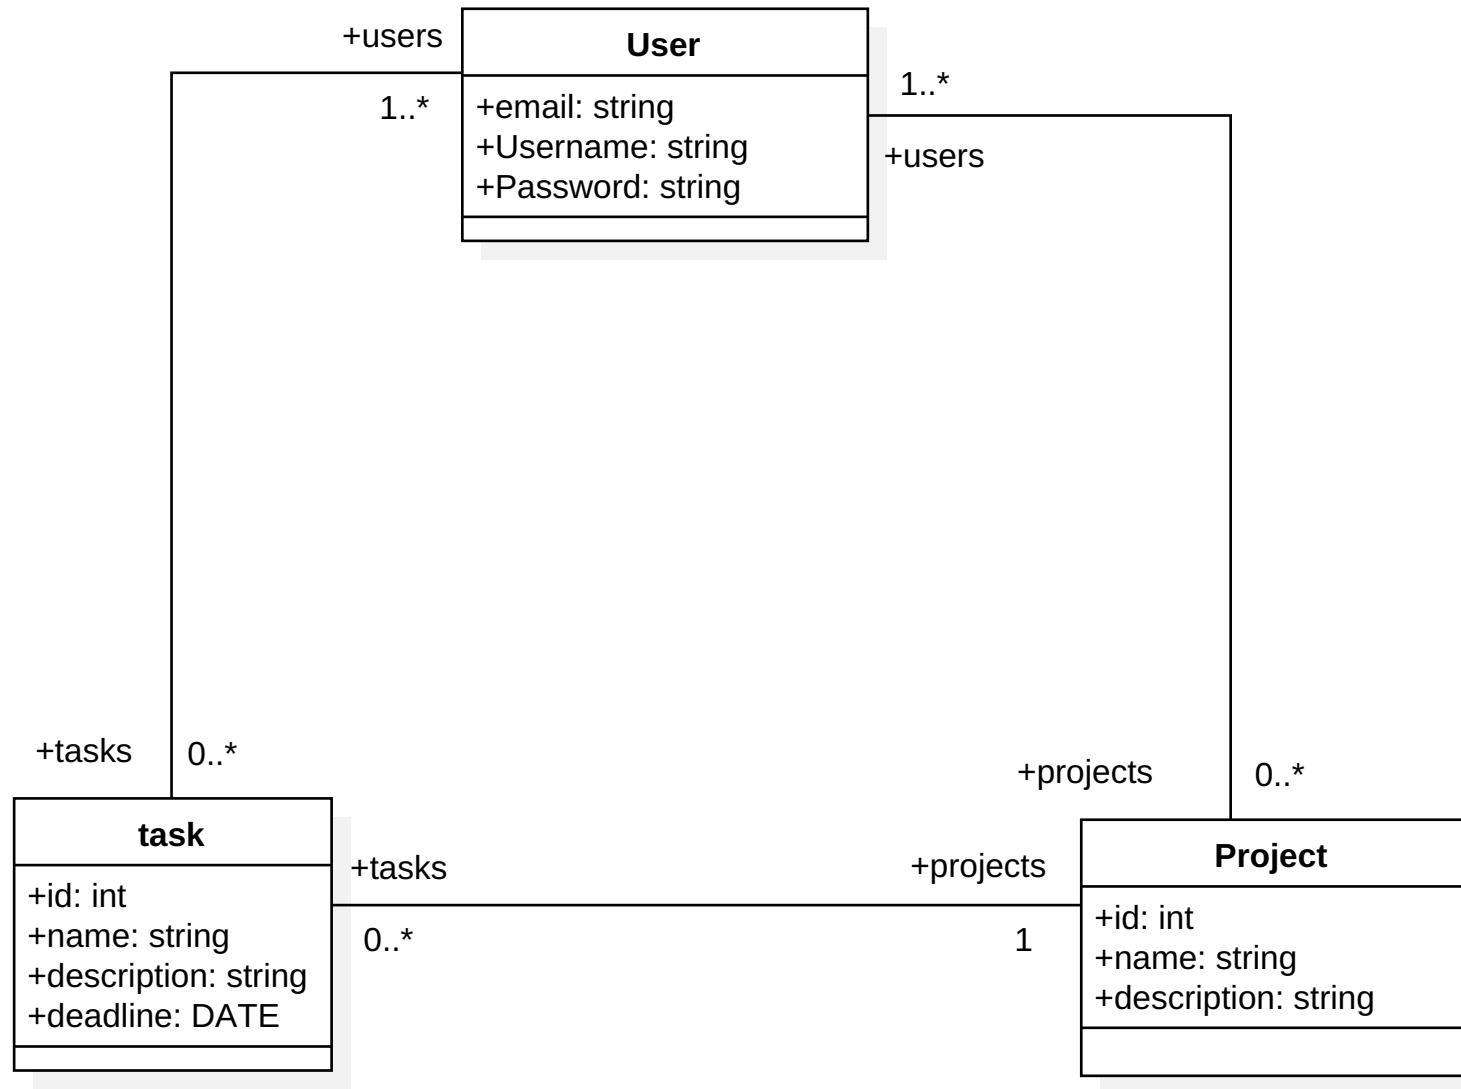 +users
User
1..*
+email: string
+Username: string
+Password: string
1..*
+users
+tasks
0..*
+projects
0..*
task
+id: int
+name: string
+description: string
+deadline: DATE
+tasks
0..*
+projects
1
Project
+id: int
+name: string
+description: string